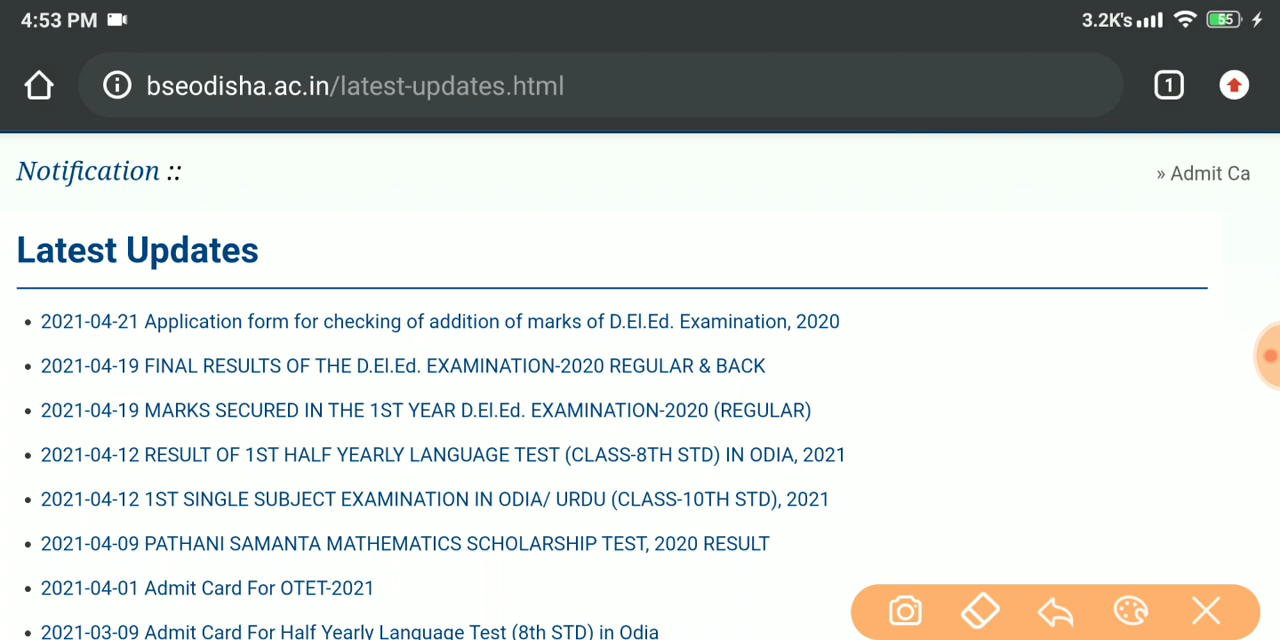 4:53 PM
3.2K's
55
bseodisha.ac.in/latest-updates.html
1
Notification ::
» Admit Ca
Latest Updates
• 2021-04-21 Application form for checking of addition of marks of D.El.Ed. Examination, 2020
• 2021-04-19 FINAL RESULTS OF THE D.El.Ed. EXAMINATION-2020 REGULAR & BACK
• 2021-04-19 MARKS SECURED IN THE 1ST YEAR D.El.Ed. EXAMINATION-2020 (REGULAR)
• 2021-04-12 RESULT OF 1ST HALF YEARLY LANGUAGE TEST (CLASS-8TH STD) IN ODIA, 2021
• 2021-04-12 1ST SINGLE SUBJECT EXAMINATION IN ODIA/ URDU (CLASS-10TH STD), 2021
• 2021-04-09 PATHANI SAMANTA MATHEMATICS SCHOLARSHIP TEST, 2020 RESULT
• 2021-04-01 Admit Card For OTET-2021
• 2021-03-09 Admit Card For Half Yearly Language Test (8th STD) in Odia